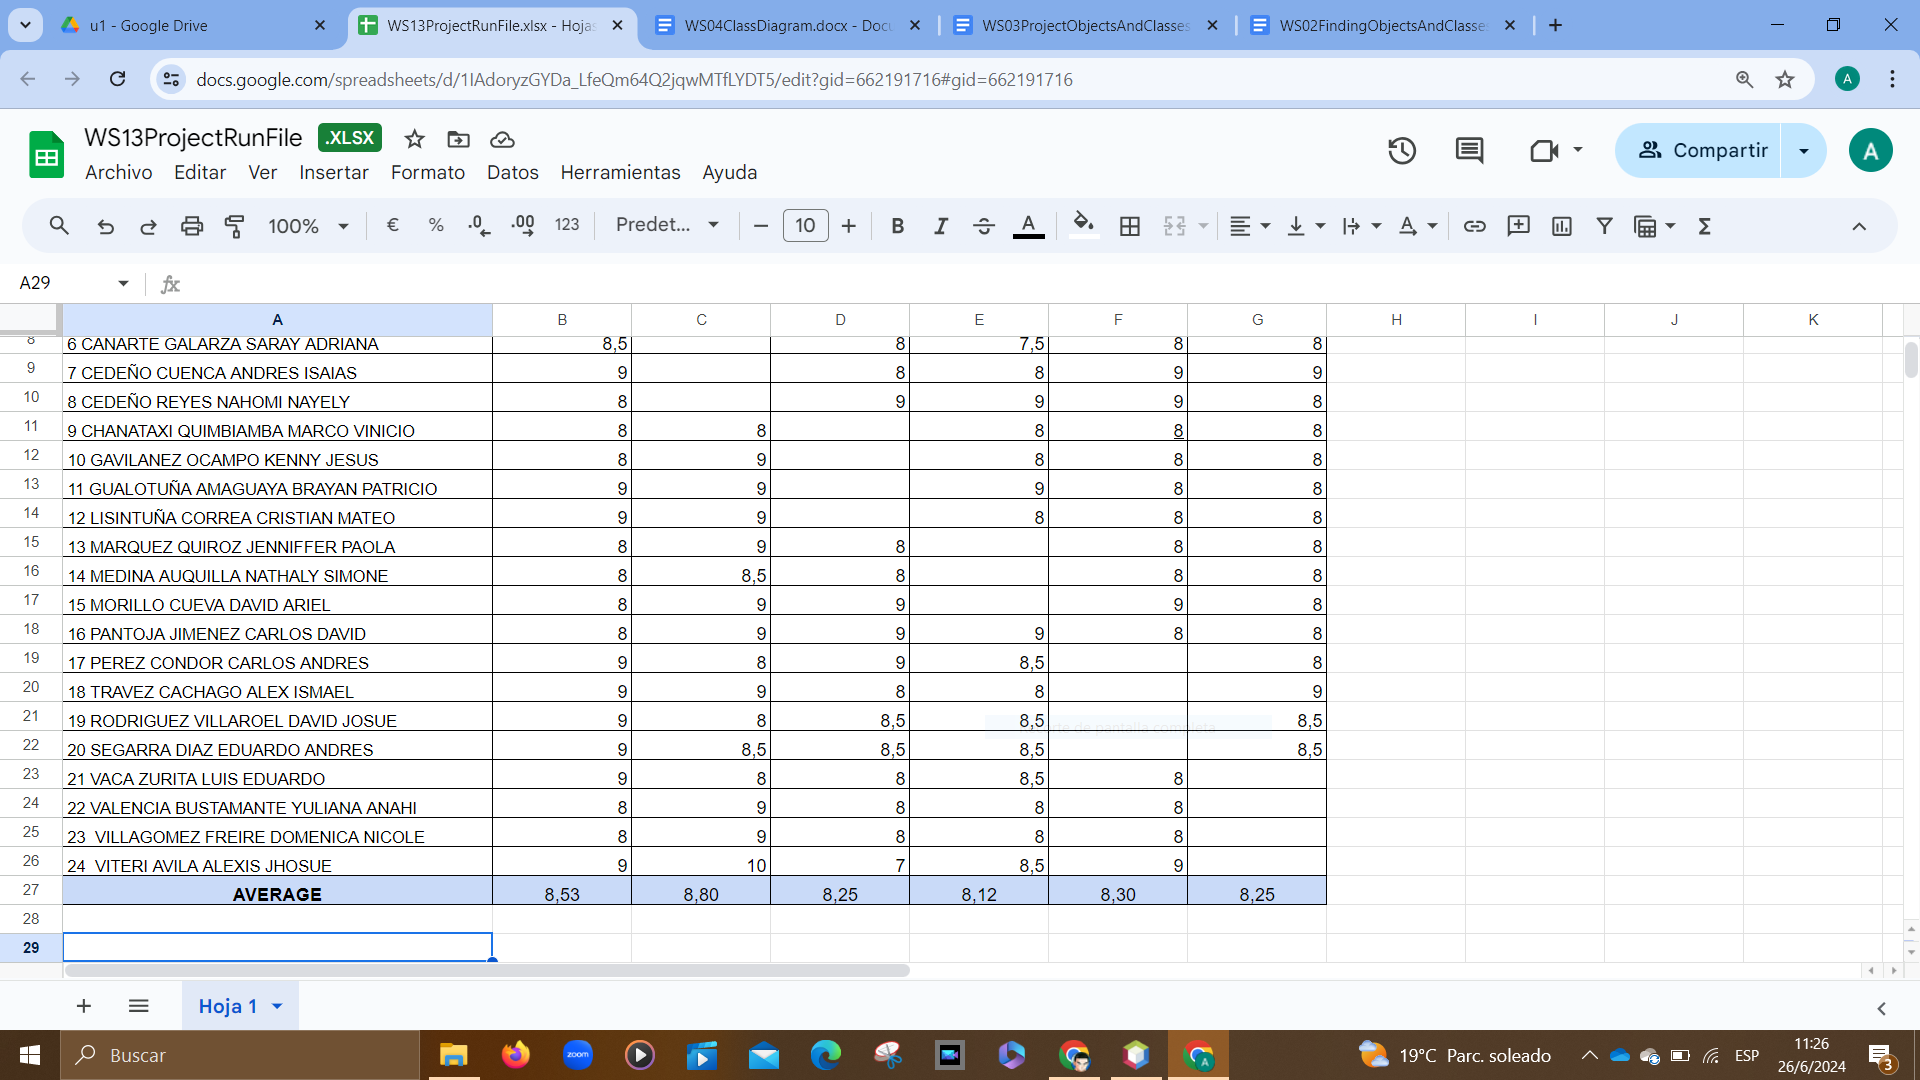 u1 - Google Drive
WS13ProjectRunFile.xlsx - Hojas
WS04ClassDiagram.docx - Docu
WS03ProjectObjectsAndClasses
WS02FindingObjectsAndClasse
docs.google.com/spreadsheets/d/1IAdoryzGYDa_LfeQm64Q2jqwMTfLYDT5/edit?gid=662191716#gid=662191716
A
WS13ProjectRunFile .XLSX
Archivo Editar Ver Insertar Formato Datos Herramientas Ayuda
Compartir
A
100% € % .0 .00 123 Predet... 10 B I A A Σ
A29 fx
A B C D E F G H I J K
8 6 CANARTE GALARZA SARAY ADRIANA 8,5 8 7,5 8 8
9 7 CEDEÑO CUENCA ANDRES ISAIAS 9 8 8 9 9
10 8 CEDEÑO REYES NAHOMI NAYELY 8 9 9 9 8
11 9 CHANATAXI QUIMBIAMBA MARCO VINICIO 8 8 8 8 8
12 10 GAVILANEZ OCAMPO KENNY JESUS 8 9 8 8 8
13 11 GUALOTUÑA AMAGUAYA BRAYAN PATRICIO 9 9 9 8 8
14 12 LISINTUÑA CORREA CRISTIAN MATEO 9 9 8 8 8
15 13 MARQUEZ QUIROZ JENNIFFER PAOLA 8 9 8 8 8
16 14 MEDINA AUQUILLA NATHALY SIMONE 8 8,5 8 8 8
17 15 MORILLO CUEVA DAVID ARIEL 8 9 9 9 8
18 16 PANTOJA JIMENEZ CARLOS DAVID 8 9 9 9 8 8
19 17 PEREZ CONDOR CARLOS ANDRES 9 8 9 8,5 8
20 18 TRAVEZ CACHAGO ALEX ISMAEL 9 9 8 8 9
21 19 RODRIGUEZ VILLAROEL DAVID JOSUE 9 8 8,5 8,5 8,5
de pantalla completa
22 20 SEGARRA DIAZ EDUARDO ANDRES 9 8,5 8,5 8,5 8,5
23 21 VACA ZURITA LUIS EDUARDO 9 8 8 8,5 8
24 22 VALENCIA BUSTAMANTE YULIANA ANAHI 8 9 8 8 8
25 23 VILLAGOMEZ FREIRE DOMENICA NICOLE 8 9 8 8 8
26 24 VITERI AVILA ALEXIS JHOSUE 9 10 7 8,5 9
27 AVERAGE 8,53 8,80 8,25 8,12 8,30 8,25
28
29
Hoja 1
Buscar
zoom
A
19°C Parc. soleado
ESP
11:26
26/6/2024
3